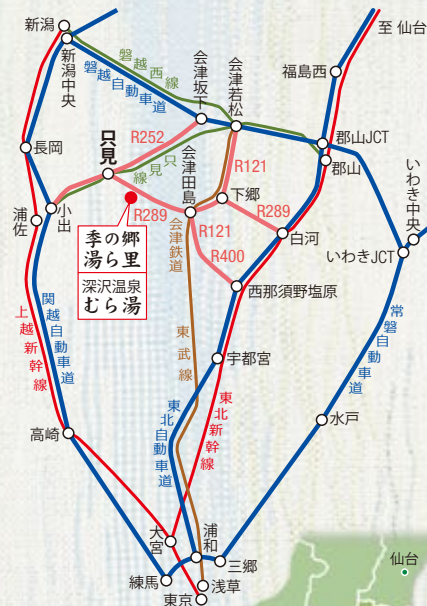 至 仙台
新潟
新潟中央
磐越西線
磐越自動車道
会津坂下
会津若松
福島西
長岡
只見
R252
只見線
会津田島
R121
郡山JCT
郡山
下郷
いわき中央
浦佐
小出
R289
R289
白河
いわきJCT
季の郷
湯ら里
深沢温泉
むら湯
会津鉄道
R121
R400
西那須野塩原
上越新幹線
関越自動車道
東武線
宇都宮
常磐自動車道
東北自動車道
東北新幹線
高崎
水戸
大宮
浦和
三郷
練馬
浅草
東京
仙台